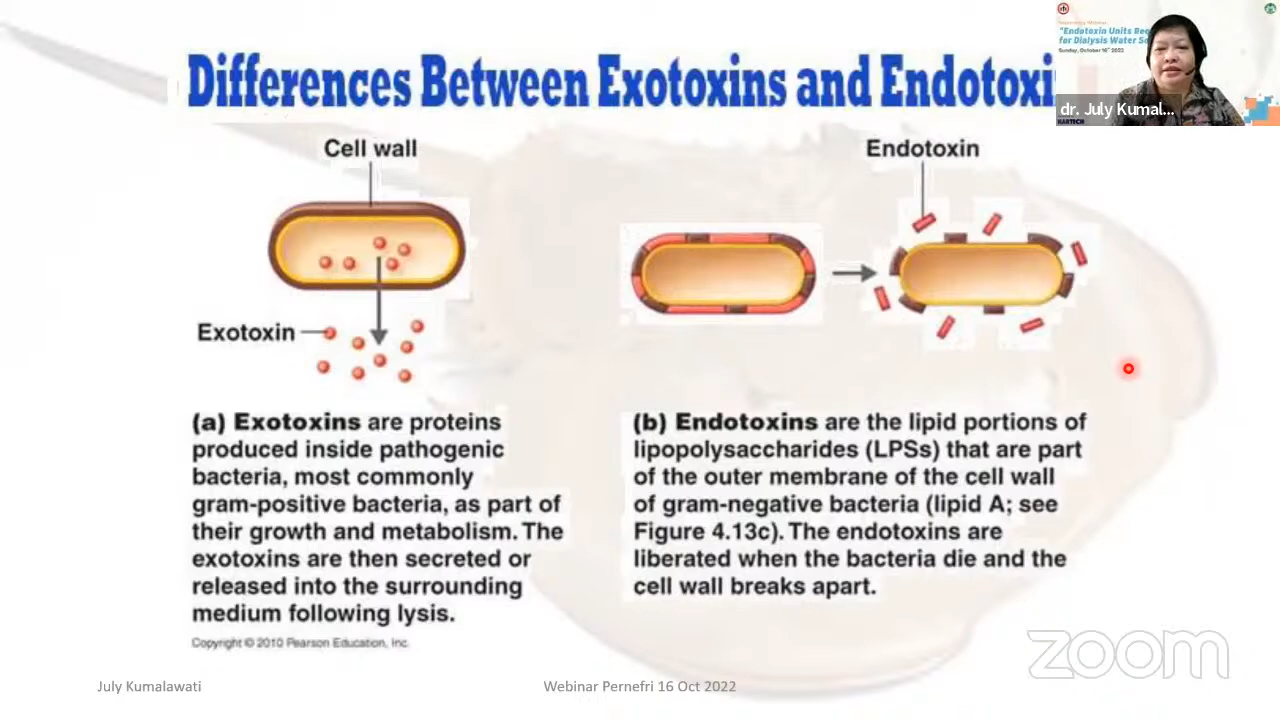 "Endotoxin Units
for Dialysis Water
Sunday, October 16th 2022
dr. July Kumal...
Differences Between Exotoxins and Endotoxi
Cell wall
Exotoxin
(a) Exotoxins are proteins
produced inside pathogenic
bacteria, most commonly
gram-positive bacteria, as part of
their growth and metabolism. The
exotoxins are then secreted or
released into the surrounding
medium following lysis.
Copyright © 2010 Pearson Education, Inc.
Endotoxin
(b) Endotoxins are the lipid portions of
lipopolysaccharides (LPSs) that are part
of the outer membrane of the cell wall
of gram-negative bacteria (lipid A; see
Figure 4.13c). The endotoxins are
liberated when the bacteria die and the
cell wall breaks apart.
zoom
July Kumalawati
Webinar Pernefri 16 Oct 2022